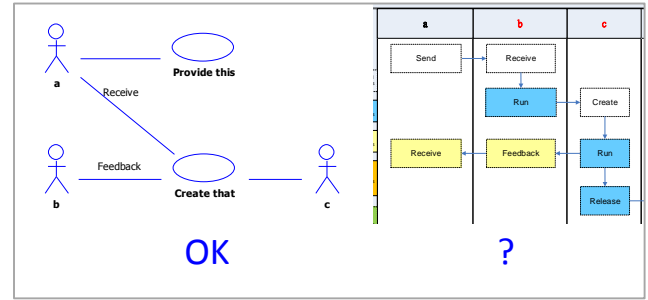 a
Provide this
Receive
Feedback
b
Create that
c
OK
a b c
Send Receive
Run Create
Receive Feedback Run
Release
?